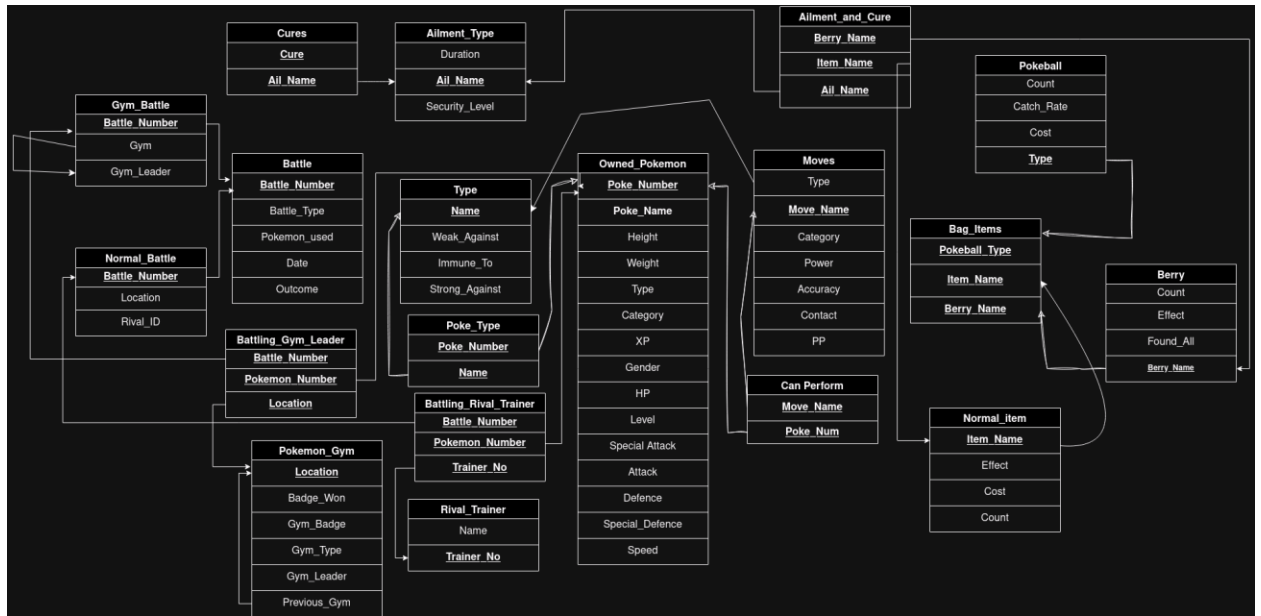 Cures
Cure
Ail_Name
Ailment_Type
Duration
Ail_Name
Security_Level
Ailment_and_Cure
Berry_Name
Item_Name
Ail_Name
Pokeball
Count
Catch_Rate
Cost
Type
Gym_Battle
Battle_Number
Gym
Gym_Leader
Battle
Battle_Number
Battle_Type
Pokemon_used
Date
Outcome
Type
Name
Weak_Against
Immune_To
Strong_Against
Owned_Pokemon
Poke_Number
Poke_Name
Height
Weight
Type
Category
XP
Gender
HP
Level
Special Attack
Attack
Defence
Special_Defence
Speed
Moves
Type
Move_Name
Category
Power
Accuracy
Contact
PP
Bag_Items
Pokeball_Type
Item_Name
Berry_Name
Berry
Count
Effect
Found_All
Berry_Name
Normal_Battle
Battle_Number
Location
Rival_ID
Poke_Type
Poke_Number
Name
Battling_Gym_Leader
Battle_Number
Pokemon_Number
Location
Battling_Rival_Trainer
Battle_Number
Pokemon_Number
Trainer_No
Can Perform
Move_Name
Poke_Num
Normal_item
Item_Name
Effect
Cost
Count
Pokemon_Gym
Location
Badge_Won
Gym_Badge
Gym_Type
Gym_Leader
Previous_Gym
Rival_Trainer
Name
Trainer_No